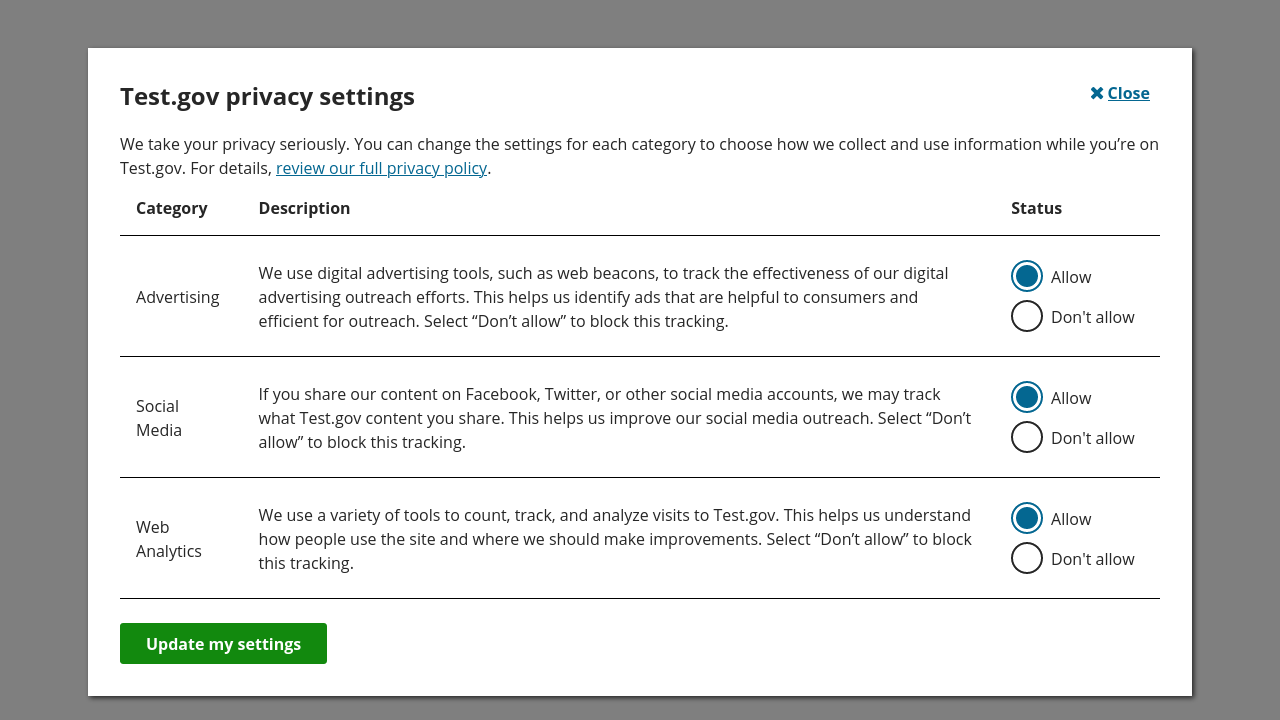 Test.gov privacy settings
Close
We take your privacy seriously. You can change the settings for each category to choose how we collect and use information while you’re on
Test.gov. For details, review our full privacy policy.
Category Description Status
Advertising
We use digital advertising tools, such as web beacons, to track the effectiveness of our digital
advertising outreach efforts. This helps us identify ads that are helpful to consumers and
efficient for outreach. Select “Don’t allow” to block this tracking.
Allow
Don't allow
Social
Media
If you share our content on Facebook, Twitter, or other social media accounts, we may track
what Test.gov content you share. This helps us improve our social media outreach. Select “Don’t
allow” to block this tracking.
Allow
Don't allow
Web
Analytics
We use a variety of tools to count, track, and analyze visits to Test.gov. This helps us understand
how people use the site and where we should make improvements. Select “Don’t allow” to block
this tracking.
Allow
Don't allow
Update my settings